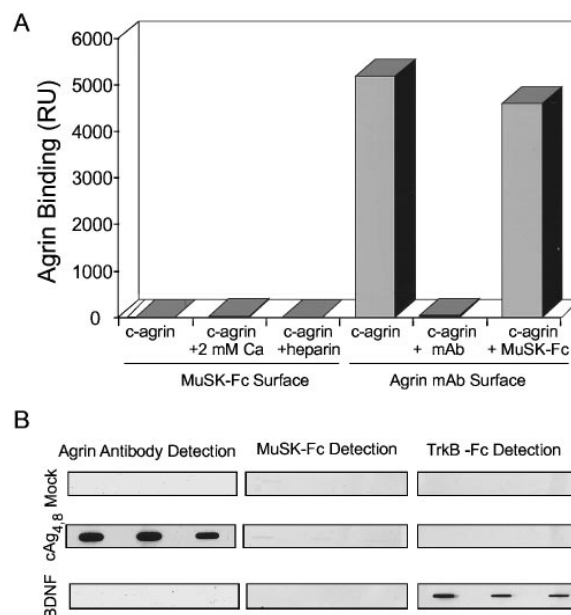 A
Agrin Binding (RU)
6000
5000
4000
3000
2000
1000
0
c-agrin
c-agrin +2 mM Ca
c-agrin +heparin
c-agrin
c-agrin + mAb
c-agrin + MuSK-Fc
MuSK-Fc Surface
Agrin mAb Surface
B
Agrin Antibody Detection
MuSK-Fc Detection
TrkB -Fc Detection
Mock
cAg4,8
BDNF